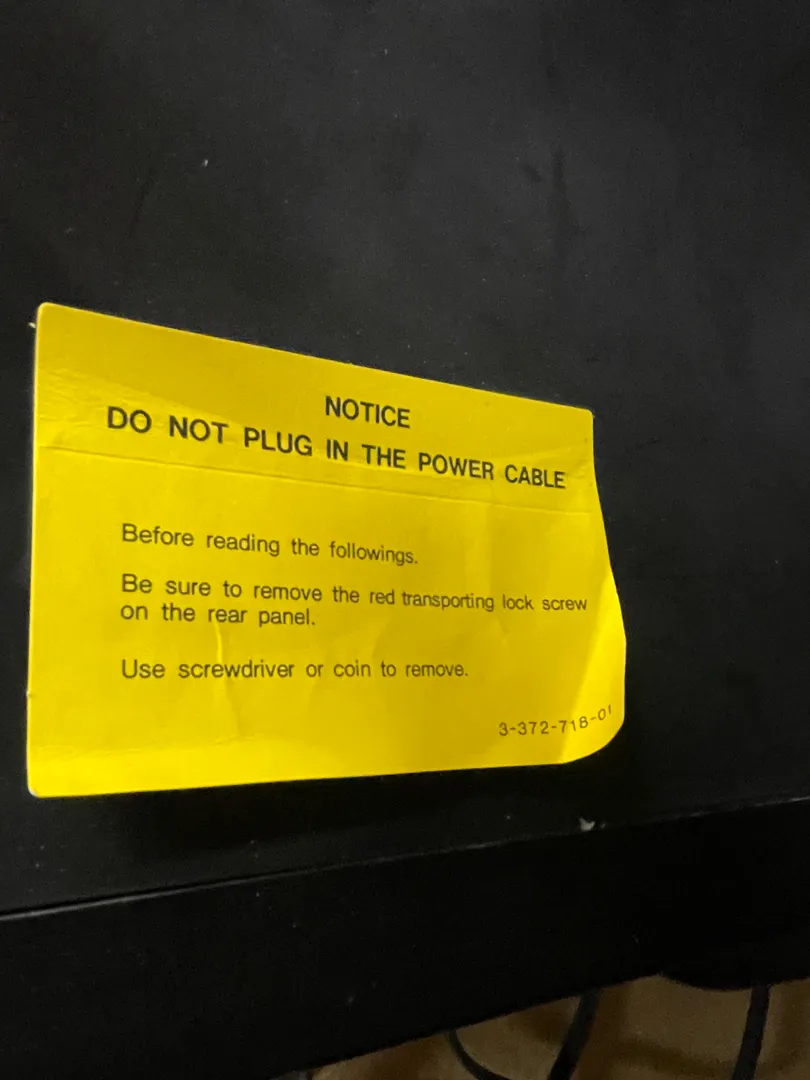 NOTICE
DO NOT PLUG IN THE POWER CABLE
Before reading the followings.
Be sure to remove the red transporting lock screw
on the rear panel.
Use screwdriver or coin to remove.
3-372-718-01